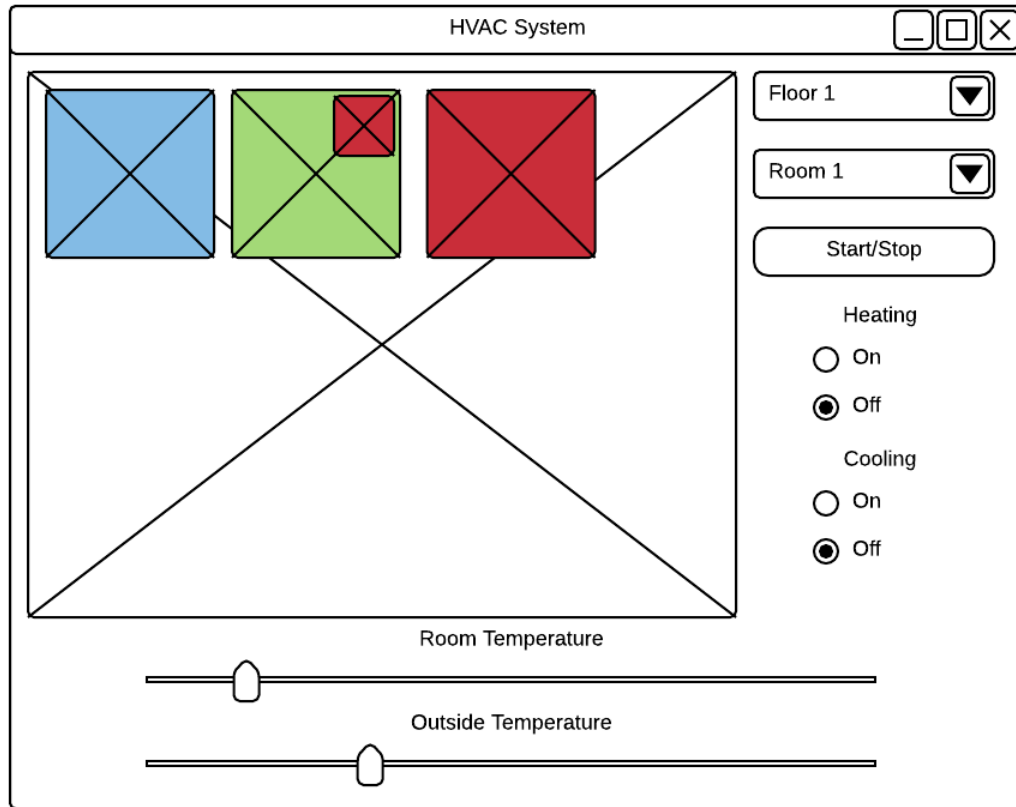 HVAC System
Floor 1
Room 1
Start/Stop
Heating
On
Off
Cooling
On
Off
Room Temperature
Outside Temperature